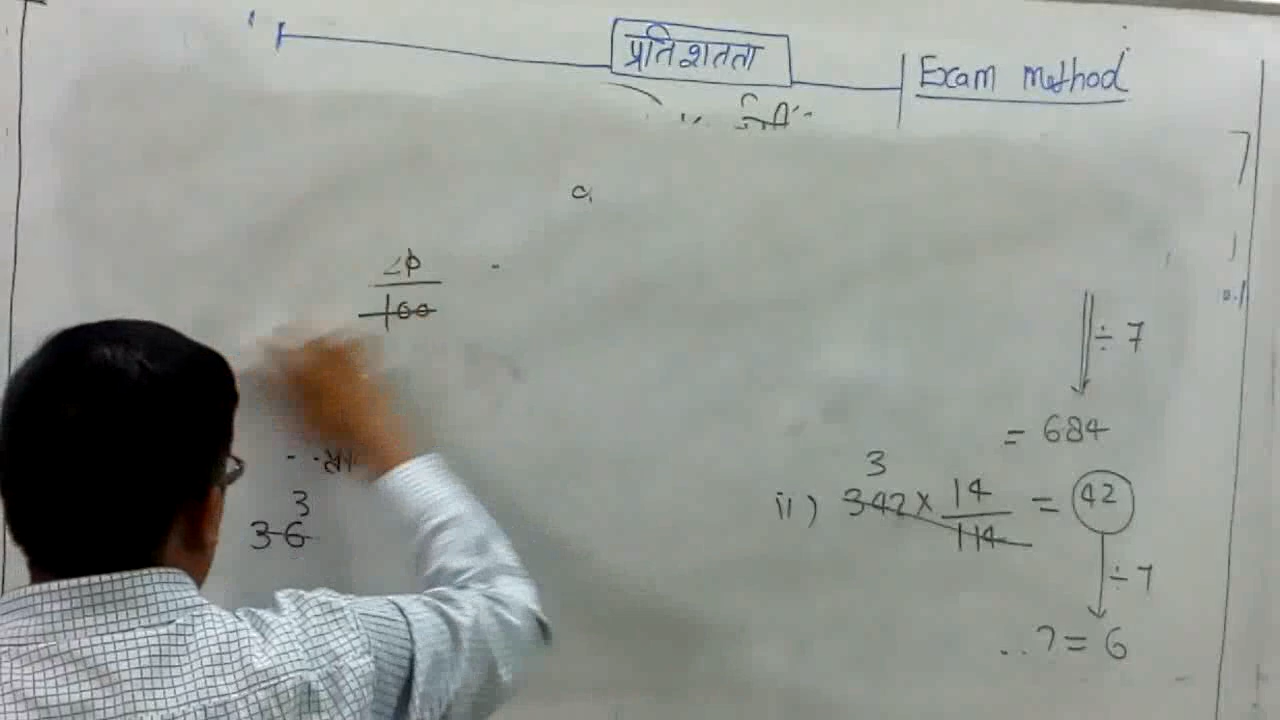 प्रतिशतता
Exam method
20
100
÷ 7
= 684
3
ii) 342 × 14/114 = 42
3
36
÷ 7
..? = 6